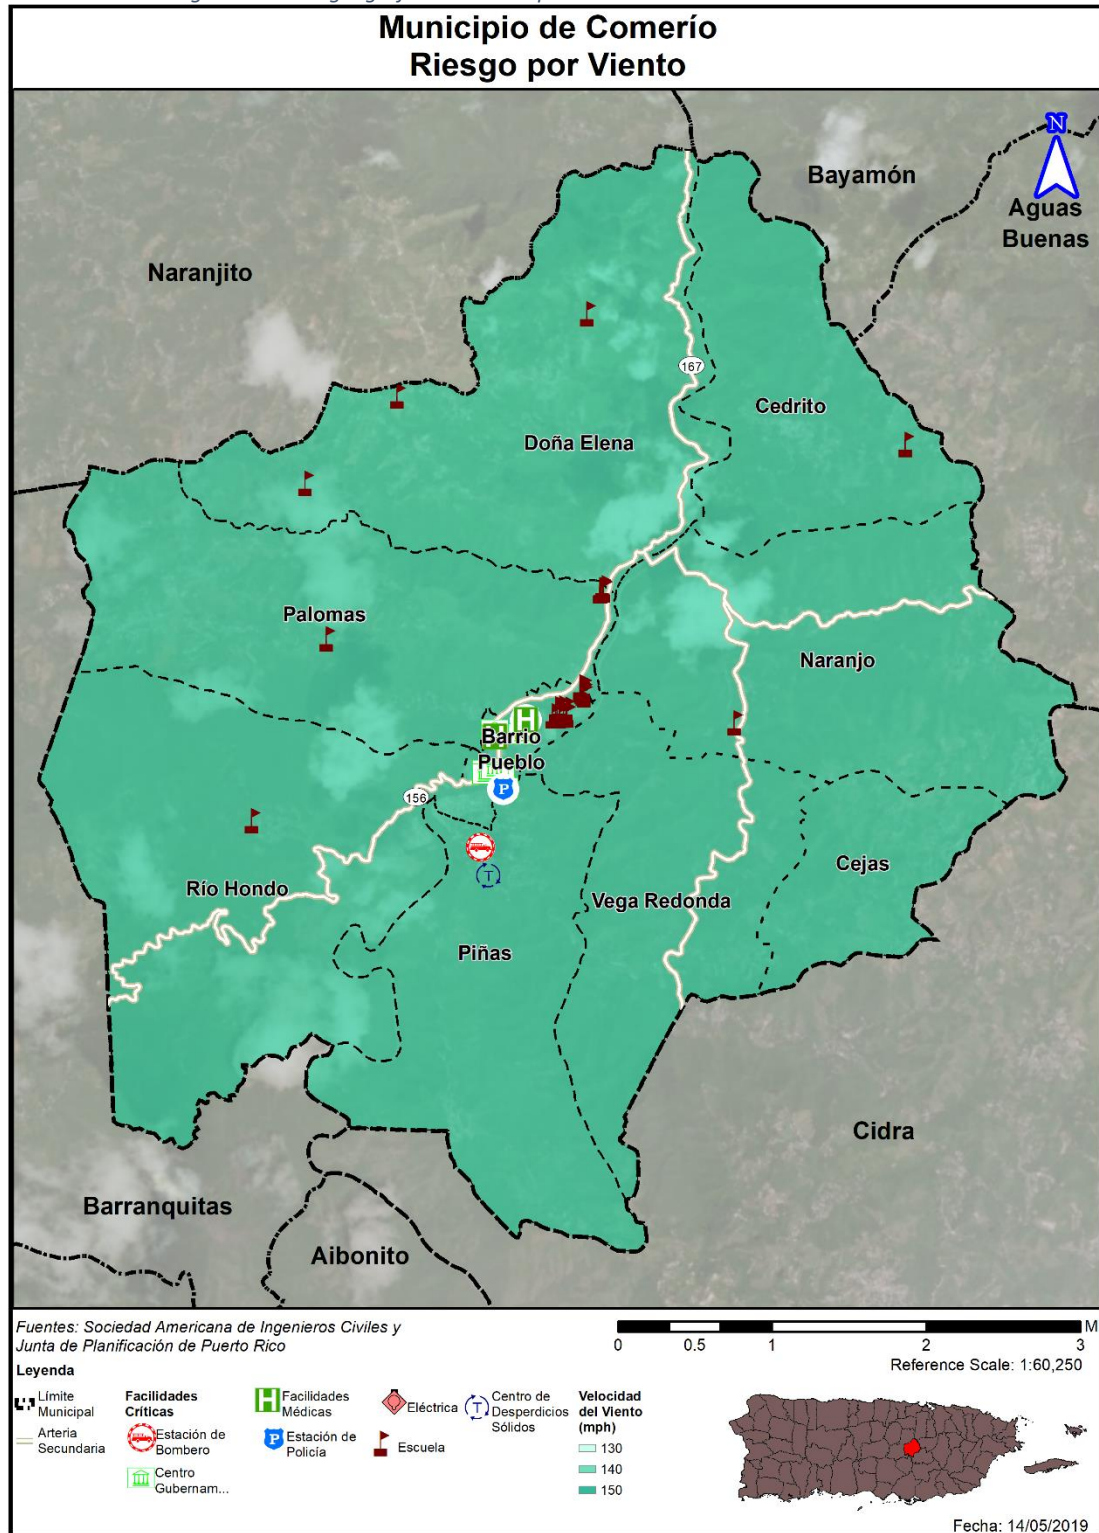 Municipio de Comerío
Riesgo por Viento
N
Bayamón
Aguas
Buenas
Naranjito
167
Cedrito
Doña Elena
Palomas
Naranjo
H
H
Barrio
Pueblo
P
156
T
Río Hondo
Vega Redonda
Cejas
Piñas
Cidra
Barranquitas
Aibonito
Fuentes: Sociedad Americana de Ingenieros Civiles y
Junta de Planificación de Puerto Rico
0 0.5 1 2 3
M
Reference Scale: 1:60,250
Leyenda
Límite
Municipal
Arteria
Secundaria
Facilidades
Críticas
Estación de
Bombero
Centro
Gubernam...
H Facilidades
Médicas
P Estación de
Policía
Eléctrica
Escuela
T Centro de
Desperdicios
Sólidos
Velocidad
del Viento
(mph)
130
140
150
Fecha: 14/05/2019